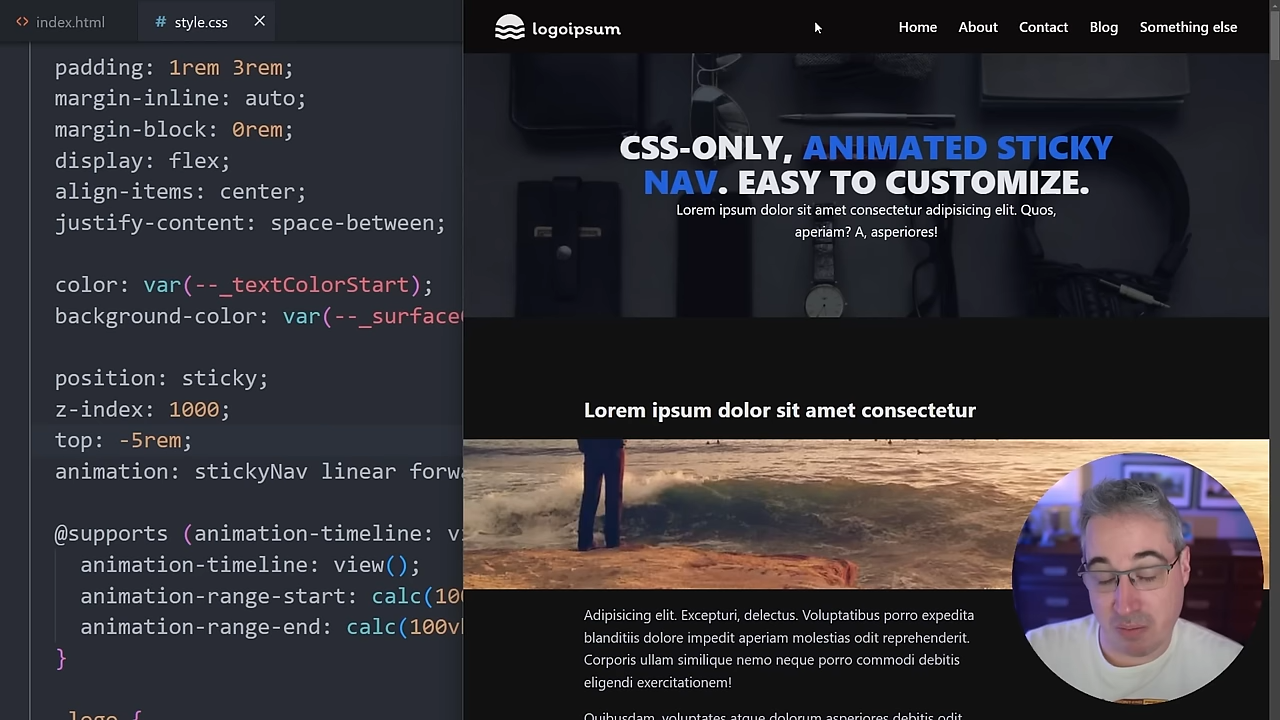 index.html
style.css
padding: 1rem 3rem;
margin-inline: auto;
margin-block: 0rem;
display: flex;
align-items: center;
justify-content: space-between;
color: var(--_textColorStart);
background-color: var(--_surface
position: sticky;
z-index: 1000;
top: -5rem;
animation: stickyNav linear forw
@supports (animation-timeline: v
animation-timeline: view();
animation-range-start: calc(10
animation-range-end: calc(100v
}
.logo {
logoipsum
Home About Contact Blog Something else
CSS-ONLY, ANIMATED STICKY
NAV. EASY TO CUSTOMIZE.
Lorem ipsum dolor sit amet consectetur adipisicing elit. Quos,
aperiam? A, asperiores!
Lorem ipsum dolor sit amet consectetur
Adipisicing elit. Excepturi, delectus. Voluptatibus porro expedita
blanditiis dolore impedit aperiam molestias odit reprehenderit.
Corporis ullam similique nemo neque porro commodi debitis
eligendi exercitationem!
Quibusdam, voluptates atque dolorum asperiores debitis odit